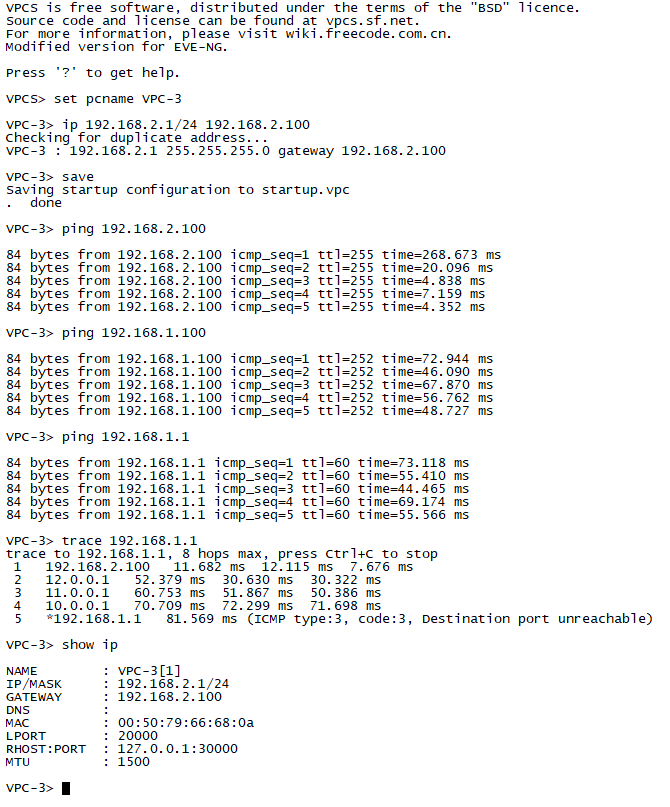 VPCS is free software, distributed under the terms of the "BSD" licence.
Source code and license can be found at vpcs.sf.net.
For more information, please visit wiki.freecode.com.cn.
Modified version for EVE-NG.
Press '?' to get help.
VPCS> set pcname VPC-3
VPC-3> ip 192.168.2.1/24 192.168.2.100
Checking for duplicate address...
VPC-3 : 192.168.2.1 255.255.255.0 gateway 192.168.2.100
VPC-3> save
Saving startup configuration to startup.vpc
.  done
VPC-3> ping 192.168.2.100
84 bytes from 192.168.2.100 icmp_seq=1 ttl=255 time=268.673 ms
84 bytes from 192.168.2.100 icmp_seq=2 ttl=255 time=20.096 ms
84 bytes from 192.168.2.100 icmp_seq=3 ttl=255 time=4.838 ms
84 bytes from 192.168.2.100 icmp_seq=4 ttl=255 time=7.159 ms
84 bytes from 192.168.2.100 icmp_seq=5 ttl=255 time=4.352 ms
VPC-3> ping 192.168.1.100
84 bytes from 192.168.1.100 icmp_seq=1 ttl=252 time=72.944 ms
84 bytes from 192.168.1.100 icmp_seq=2 ttl=252 time=46.090 ms
84 bytes from 192.168.1.100 icmp_seq=3 ttl=252 time=67.870 ms
84 bytes from 192.168.1.100 icmp_seq=4 ttl=252 time=56.762 ms
84 bytes from 192.168.1.100 icmp_seq=5 ttl=252 time=48.727 ms
VPC-3> ping 192.168.1.1
84 bytes from 192.168.1.1 icmp_seq=1 ttl=60 time=73.118 ms
84 bytes from 192.168.1.1 icmp_seq=2 ttl=60 time=55.410 ms
84 bytes from 192.168.1.1 icmp_seq=3 ttl=60 time=44.465 ms
84 bytes from 192.168.1.1 icmp_seq=4 ttl=60 time=69.174 ms
84 bytes from 192.168.1.1 icmp_seq=5 ttl=60 time=55.566 ms
VPC-3> trace 192.168.1.1
trace to 192.168.1.1, 8 hops max, press Ctrl+C to stop
 1   192.168.2.100   11.682 ms  12.115 ms  7.676 ms
 2   12.0.0.1   52.379 ms  30.630 ms  30.322 ms
 3   11.0.0.1   60.753 ms  51.867 ms  50.386 ms
 4   10.0.0.1   70.709 ms  72.299 ms  71.698 ms
 5   *192.168.1.1   81.569 ms (ICMP type:3, code:3, Destination port unreachable)
VPC-3> show ip
NAME        : VPC-3[1]
IP/MASK     : 192.168.2.1/24
GATEWAY     : 192.168.2.100
DNS         :
MAC         : 00:50:79:66:68:0a
LPORT       : 20000
RHOST:PORT  : 127.0.0.1:30000
MTU         : 1500
VPC-3>